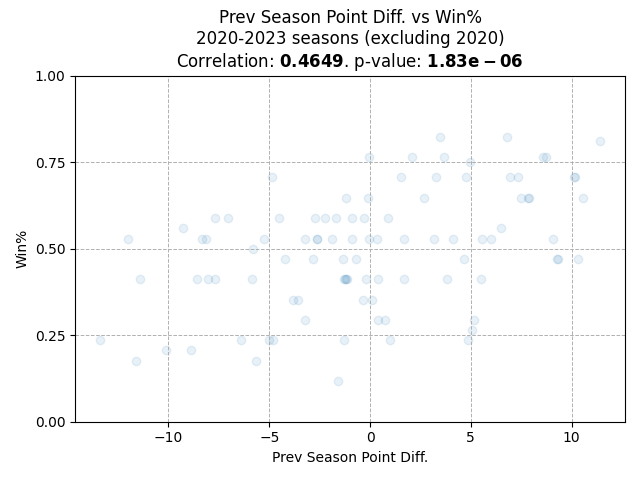 Prev Season Point Diff. vs Win%
2020-2023 seasons (excluding 2020)
Correlation: 0.4649. p-value: 1.83e − 06
1.00
0.75
0.50
0.25
0.00
Win%
−10
−5
0
5
10
Prev Season Point Diff.